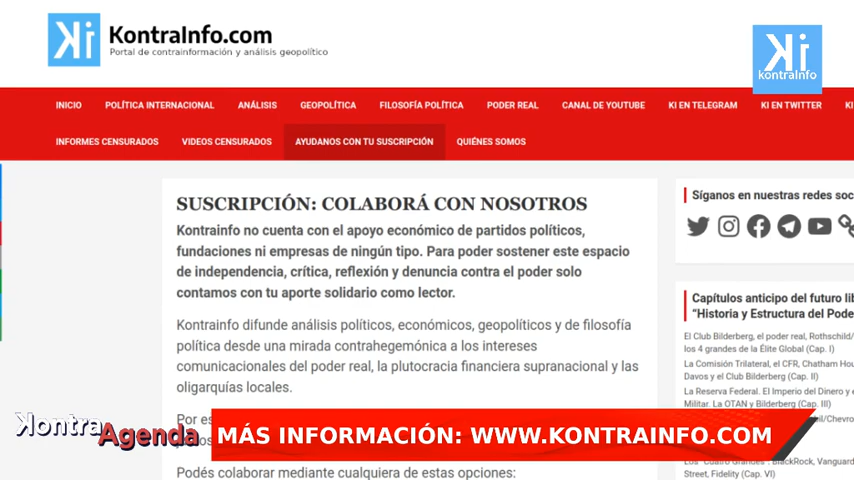 Ki KontraInfo.com
Portal de contrainformación y análisis geopolítico
Ki
kontrainfo
INICIO POLÍTICA INTERNACIONAL ANÁLISIS GEOPOLÍTICA FILOSOFÍA POLÍTICA PODER REAL CANAL DE YOUTUBE KI EN TELEGRAM KI EN TWITTER
INFORMES CENSURADOS VIDEOS CENSURADOS AYUDANOS CON TU SUSCRIPCIÓN QUIÉNES SOMOS
SUSCRIPCIÓN: COLABORÁ CON NOSOTROS
Kontrainfo no cuenta con el apoyo económico de partidos políticos,
fundaciones ni empresas de ningún tipo. Para poder sostener este espacio
de independencia, crítica, reflexión y denuncia contra el poder solo
contamos con tu aporte solidario como lector.
Kontrainfo difunde análisis políticos, económicos, geopolíticos y de filosofía
política desde una mirada contrahegemónica a los intereses
comunicacionales del poder real, la plutocracia financiera supranacional y las
oligarquías locales.
Por
Podés colaborar mediante cualquiera de estas opciones:
Síganos en nuestras redes soc
Capítulos anticipo del futuro lib
"Historia y Estructura del Pode
El Club Bilderberg, el poder real, Rothschild/
los 4 grandes de la Élite Global (Cap. I)
La Comisión Trilateral, el CFR, Chatham Hou
Davos y el Club Bilderberg (Cap. II)
La Reserva Federal. El Imperio del Dinero y e
Militar. La OTAN y Bilderberg (Cap. III)
/Chevro
Los "Cuatro Grandes": BlackRock, Vanguard
Street, Fidelity (Cap. VI)
KontraAgenda
MÁS INFORMACIÓN: WWW.KONTRAINFO.COM